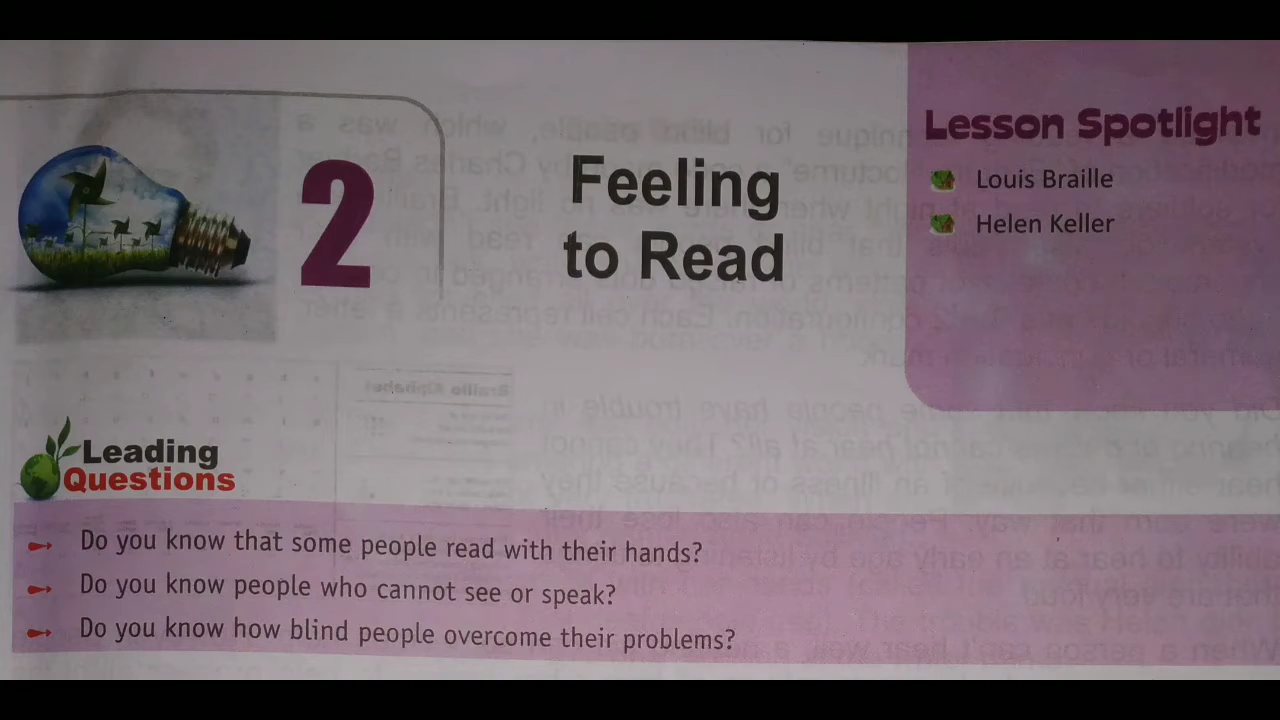 2
Feeling
to Read
Lesson Spotlight
Louis Braille
Helen Keller
Leading
Questions
Do you know that some people read with their hands?
Do you know people who cannot see or speak?
Do you know how blind people overcome their problems?